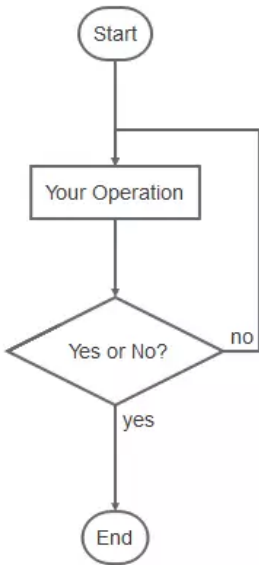 Start
Your Operation
Yes or No?
no
yes
End